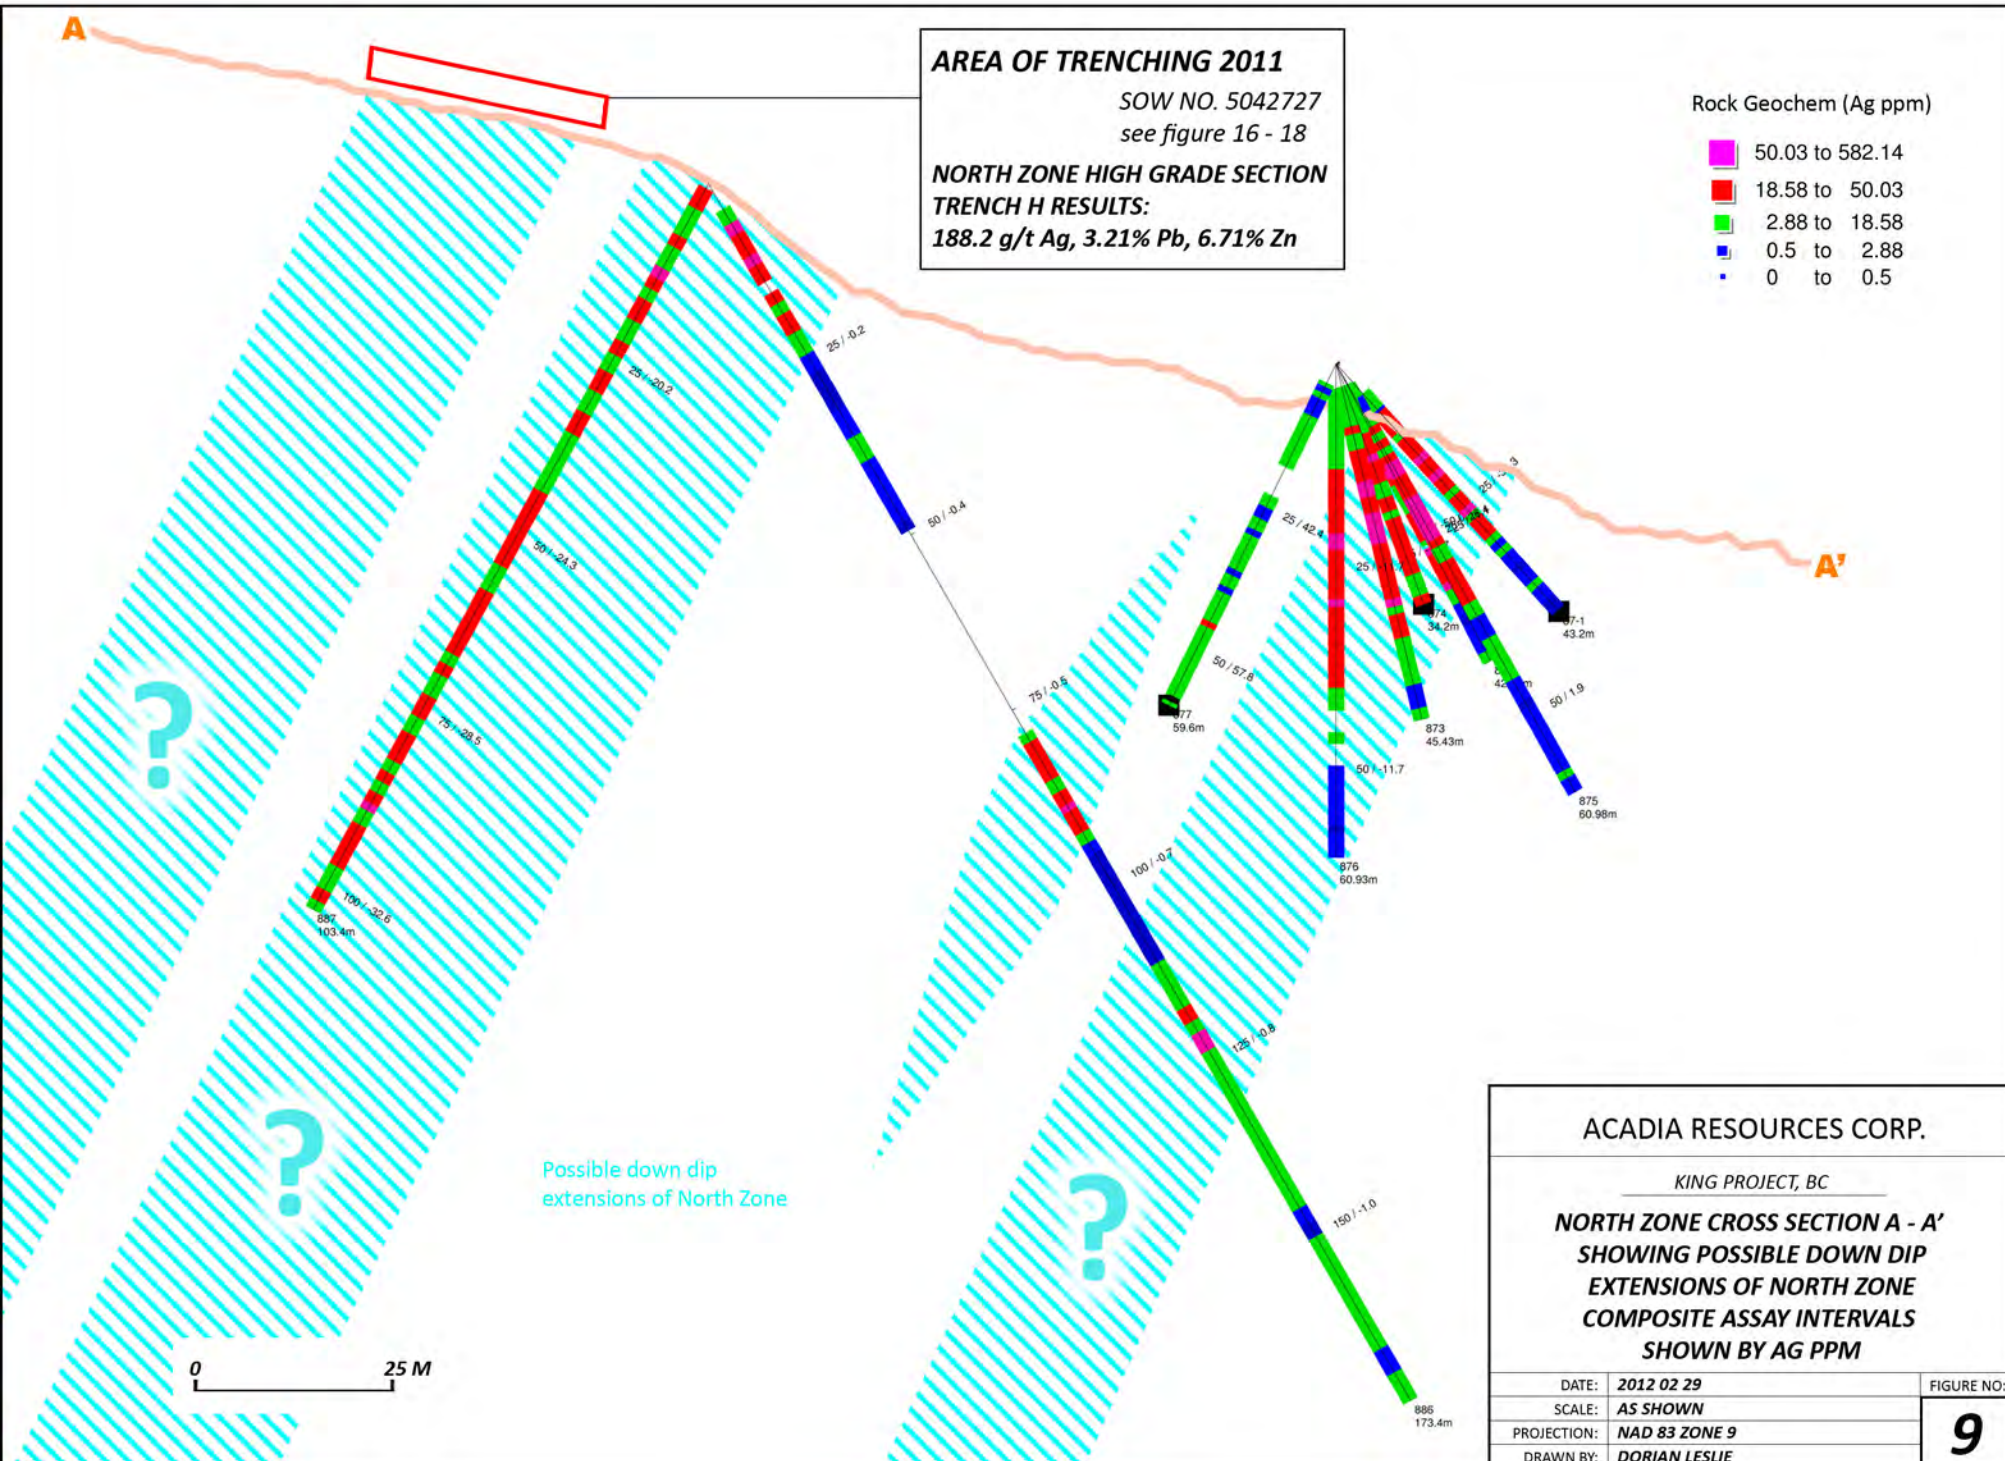 A
AREA OF TRENCHING 2011
SOW NO. 5042727
see figure 16 - 18
NORTH ZONE HIGH GRADE SECTION
TRENCH H RESULTS:
188.2 g/t Ag, 3.21% Pb, 6.71% Zn
Rock Geochem (Ag ppm)
50.03 to 582.14
18.58 to 50.03
2.88 to 18.58
0.5 to 2.88
0 to 0.5
25 / -0.2
25 / -20.2
50 / -0.4
50 / -24.3
75 / -0.5
75 / -28.5
100 / -0.7
100 / -32.6
887
103.4m
125 / -0.8
150 / -1.0
886
173.4m
25 / 42.4
50 / 57.8
59.6m
50 / -11.7
876
60.93m
34.2m
873
45.43m
50 / 1.9
875
60.98m
43.2m
A'
?
?
?
Possible down dip
extensions of North Zone
0 25 M
ACADIA RESOURCES CORP.
KING PROJECT, BC
NORTH ZONE CROSS SECTION A - A'
SHOWING POSSIBLE DOWN DIP
EXTENSIONS OF NORTH ZONE
COMPOSITE ASSAY INTERVALS
SHOWN BY AG PPM
DATE: 2012 02 29
SCALE: AS SHOWN
PROJECTION: NAD 83 ZONE 9
DRAWN BY: DORIAN LESLIE
FIGURE NO:
9